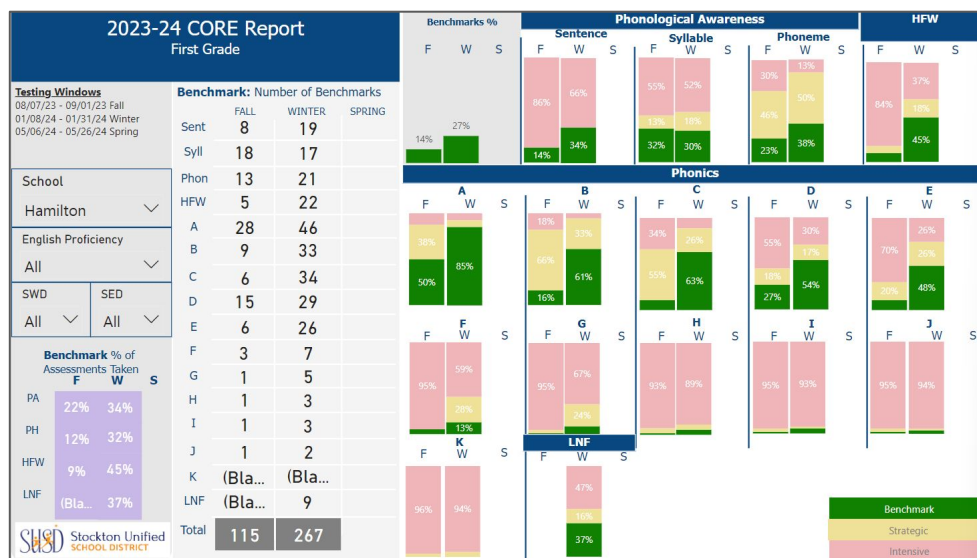 2023-24 CORE Report
First Grade
Testing Windows
08/07/23 - 09/01/23 Fall
01/08/24 - 01/31/24 Winter
05/06/24 - 05/26/24 Spring
School
Hamilton
English Proficiency
All
SWD SED
All All
Benchmark % of
Assessments Taken
F W S
PA 22% 34%
PH 12% 32%
HFW 9% 45%
LNF (Bla... 37%
SUSD Stockton Unified
SCHOOL DISTRICT
Benchmark: Number of Benchmarks
FALL WINTER SPRING
Sent 8 19
Syll 18 17
Phon 13 21
HFW 5 22
A 28 46
B 9 33
C 6 34
D 15 29
E 6 26
F 3 7
G 1 5
H 1 3
I 1 3
J 1 2
K (Bla... (Bla...
LNF (Bla... 9
Total 115 267
Benchmarks %
F W S
14% 27%
Phonological Awareness
Sentence
F W S
86% 66%
14% 34%
Syllable
F W S
55% 52%
13% 18%
32% 30%
Phoneme
F W S
30% 13%
46% 50%
23% 38%
HFW
F W S
84% 37%
18%
45%
Phonics
A
F W S
38%
50% 85%
B
F W S
18%
66% 33%
16% 61%
C
F W S
34% 26%
55% 63%
D
F W S
55% 30%
18% 17%
27% 54%
E
F W S
70% 26%
20% 26%
48%
F
F W S
95% 59%
28%
13%
G
F W S
95% 67%
24%
H
F W S
93% 89%
I
F W S
95% 93%
J
F W S
95% 94%
K
F W S
96% 94%
LNF
F W S
47%
16%
37%
Benchmark
Strategic
Intensive